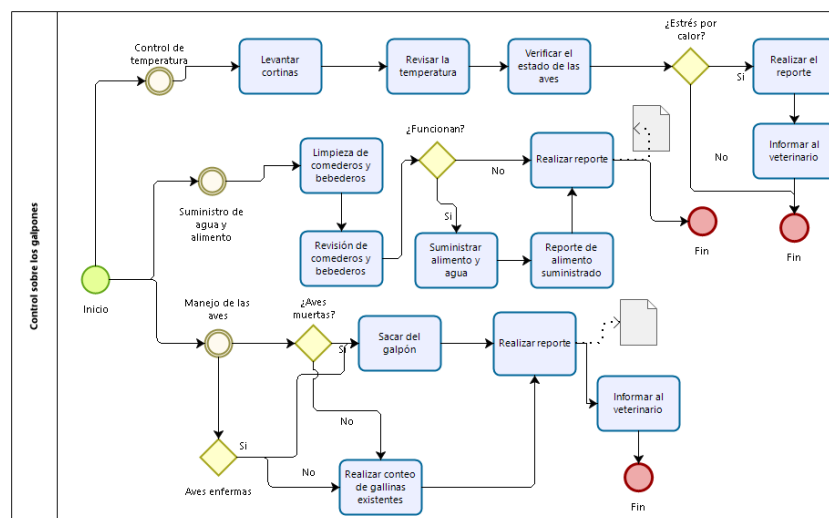 Control sobre los galpones
Inicio
Control de
temperatura
Levantar
cortinas
Revisar la
temperatura
Verificar el
estado de las
aves
¿Estrés por
calor?
Si
No
Realizar el
reporte
Informar al
veterinario
Fin
Suministro de
agua y
alimento
Limpieza de
comederos y
bebederos
Revisión de
comederos y
bebederos
¿Funcionan?
No
Si
Suministrar
alimento y
agua
Reporte de
alimento
suministrado
Realizar reporte
Fin
Manejo de las
aves
¿Aves
muertas?
Si
No
Sacar del
galpón
Aves enfermas
Si
No
Realizar conteo
de gallinas
existentes
Realizar reporte
Informar al
veterinario
Fin